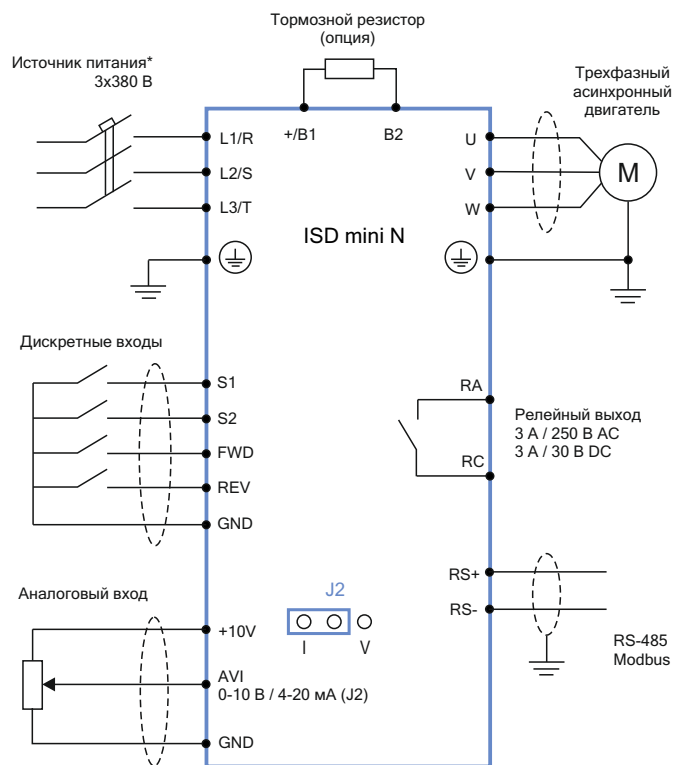 Тормозной резистор
(опция)
Источник питания*
3x380 В
Трехфазный
асинхронный
двигатель
+/B1
B2
L1/R
L2/S
L3/T
U
V
W
M
ISD mini N
Дискретные входы
S1
S2
FWD
REV
GND
RA
RC
Релейный выход
3 А / 250 В AC
3 А / 30 В DC
Аналоговый вход
+10V
AVI
0-10 В / 4-20 мА (J2)
GND
J2
I
V
RS+
RS-
RS-485
Modbus